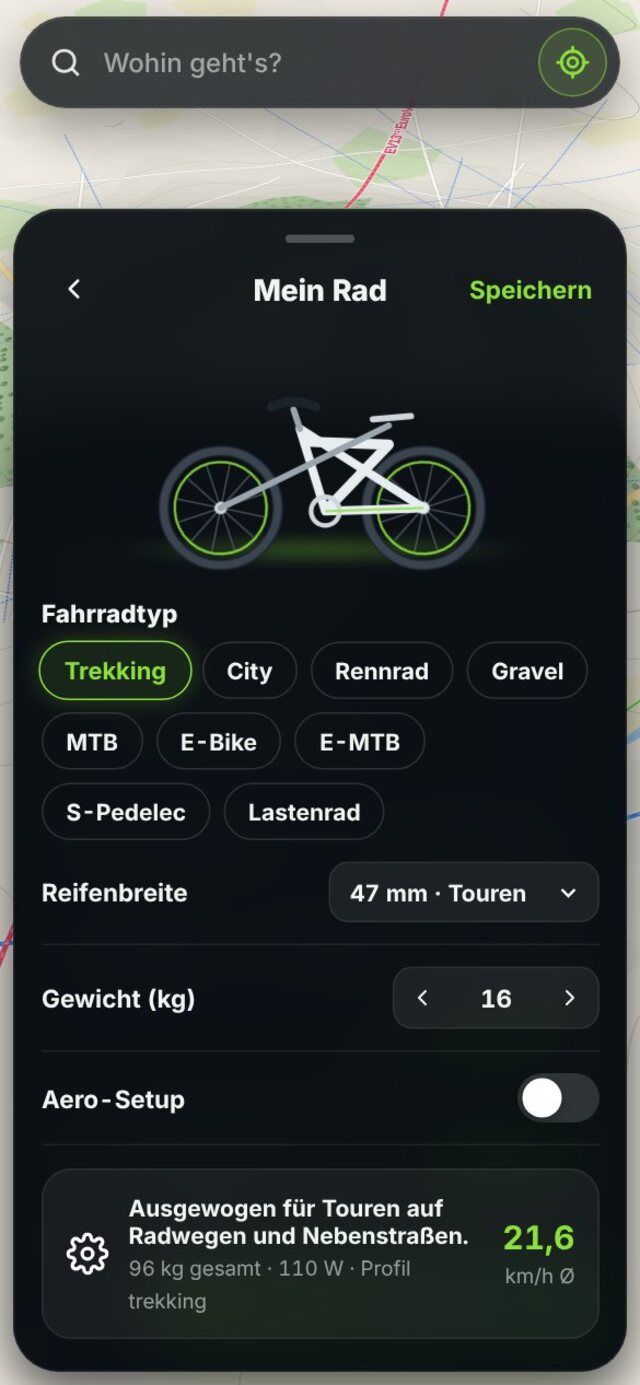 Wohin geht's?
Mein Rad
Speichern
Fahrradtyp
Trekking
City
Rennrad
Gravel
MTB
E-Bike
E-MTB
S-Pedelec
Lastenrad
Reifenbreite
47 mm · Touren
Gewicht (kg)
16
Aero-Setup
Ausgewogen für Touren auf
Radwegen und Nebenstraßen.
96 kg gesamt · 110 W · Profil
trekking
21,6
km/h Ø